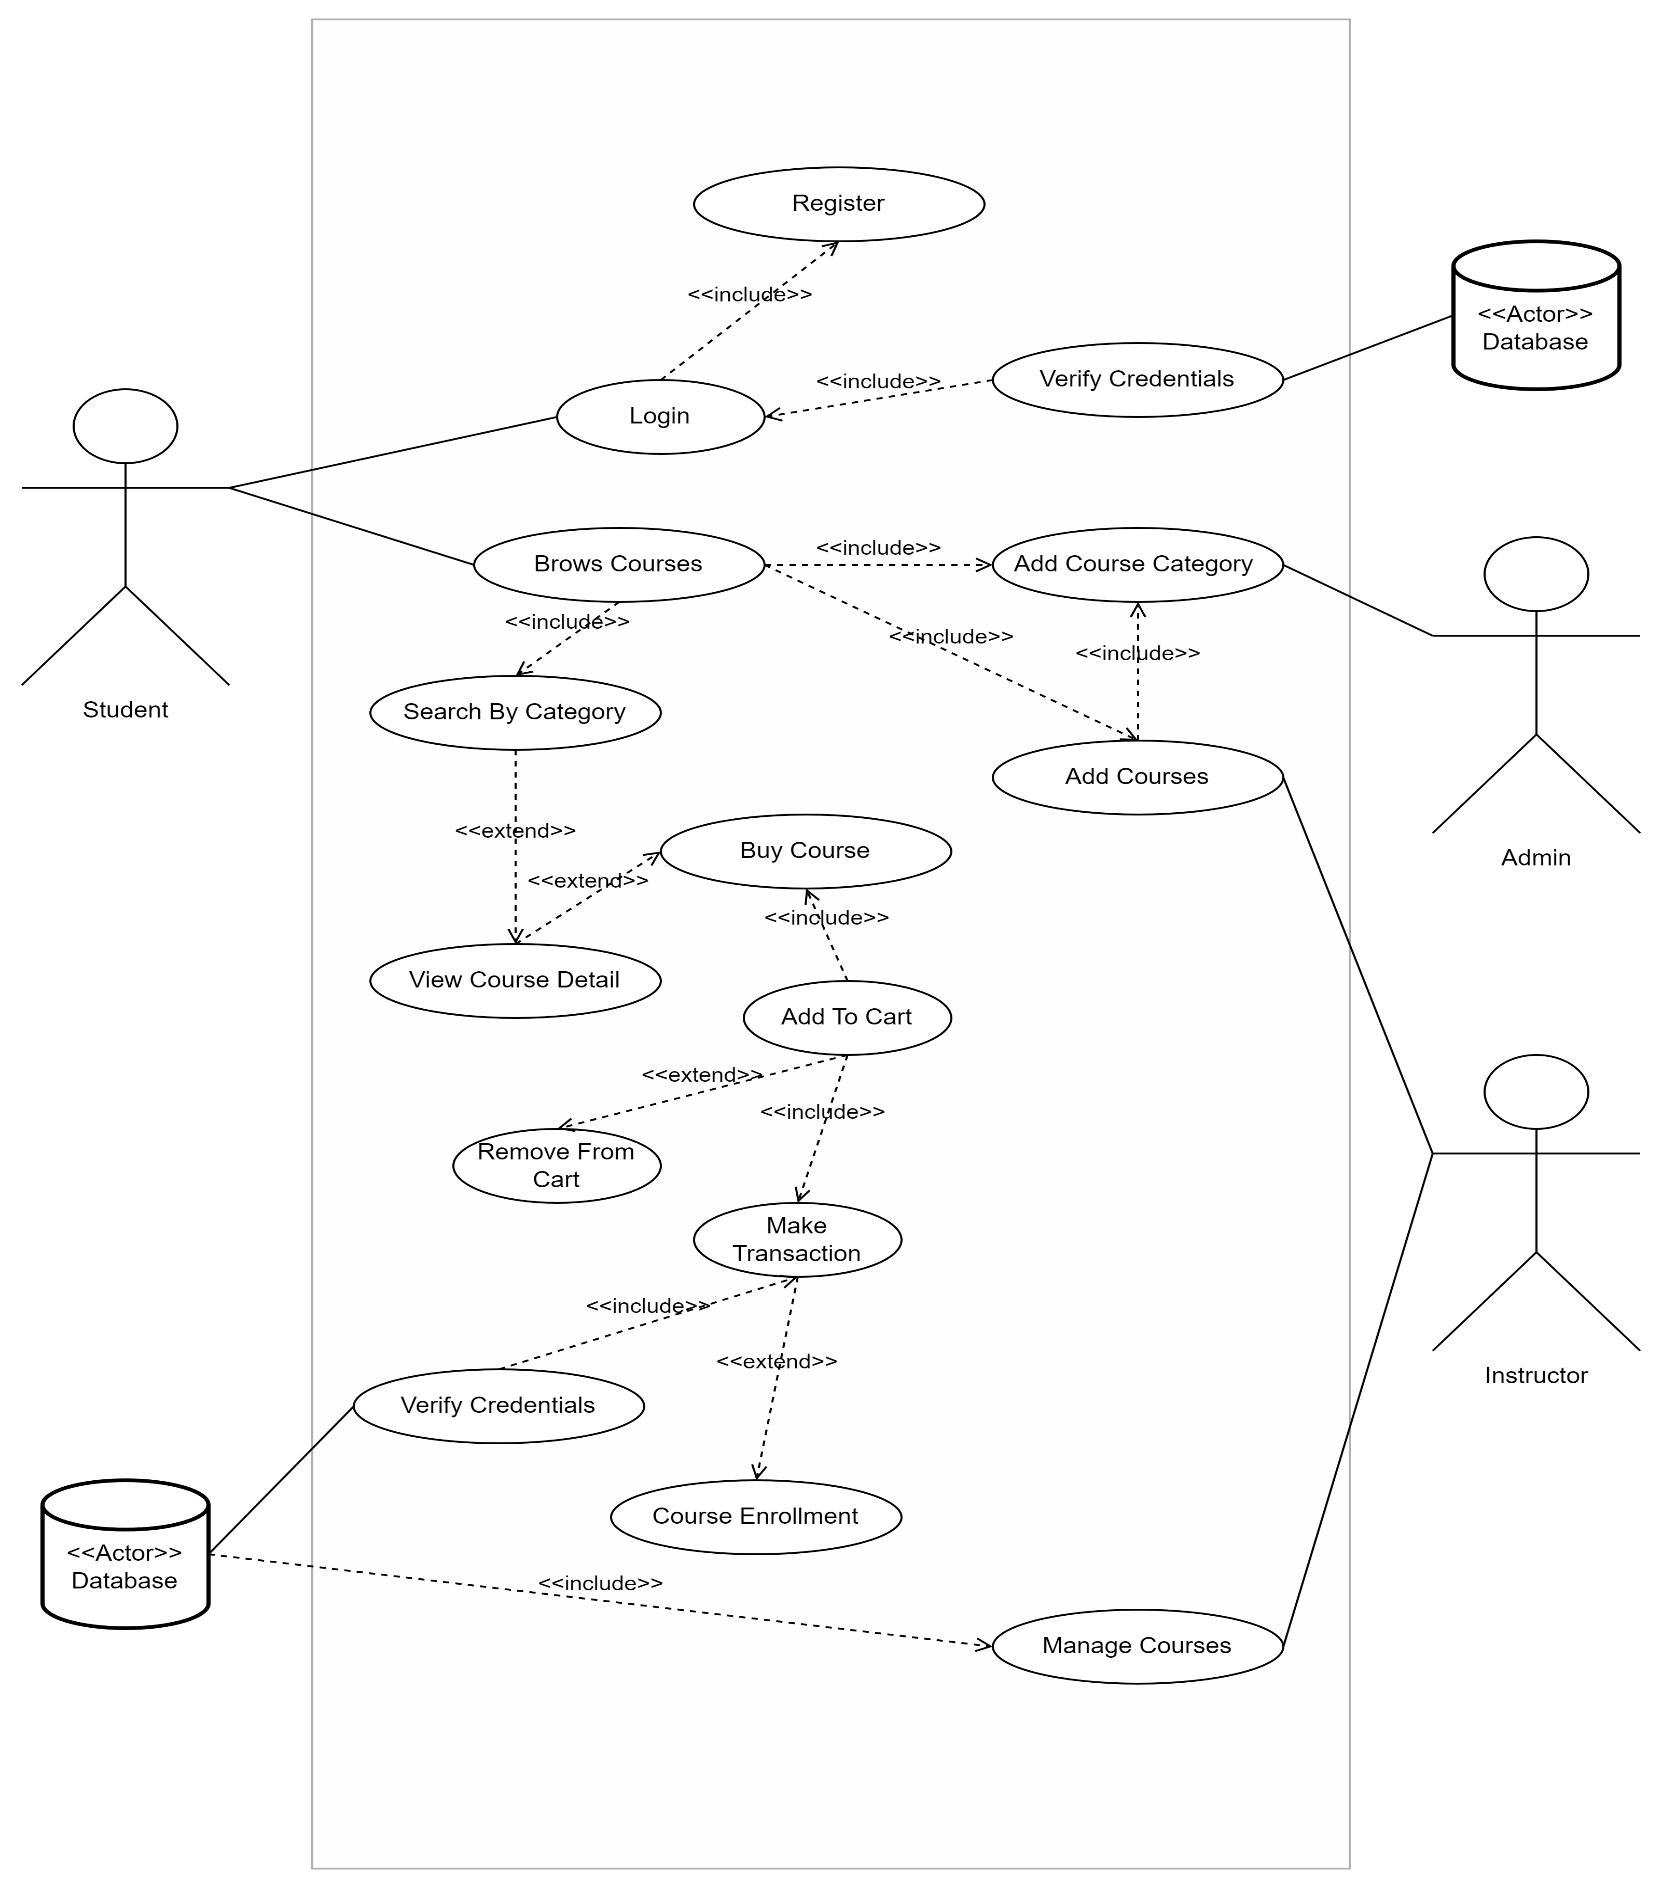 Register
<<include>>
<<Actor>>
Database
Verify Credentials
<<include>>
Login
<<include>>
Brows Courses
Add Course Category
<<include>>
<<include>>
<<include>>
Student
Search By Category
Add Courses
<<extend>>
Buy Course
Admin
<<extend>>
<<include>>
View Course Detail
Add To Cart
<<extend>>
<<include>>
Remove From
Cart
Make
Transaction
<<include>>
<<extend>>
Instructor
Verify Credentials
Course Enrollment
<<Actor>>
Database
<<include>>
Manage Courses